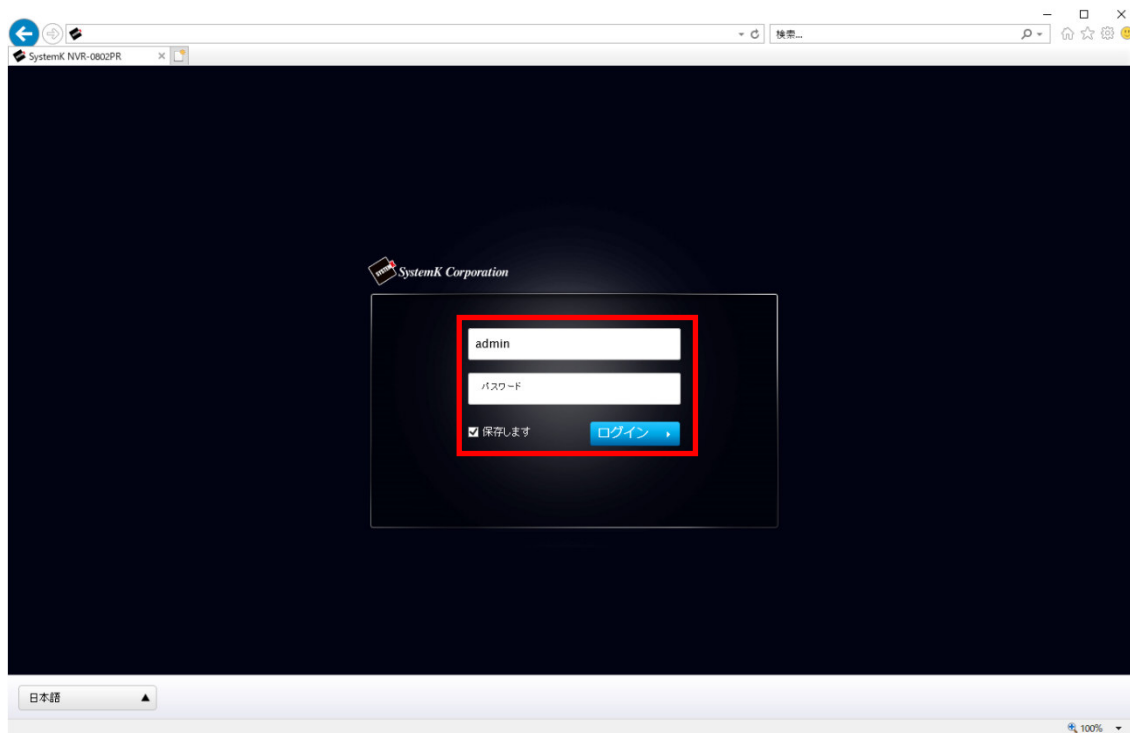 検索...
SystemK NVR-0802PR
SystemK Corporation
admin
パスワード
保存します
ログイン
日本語
100%